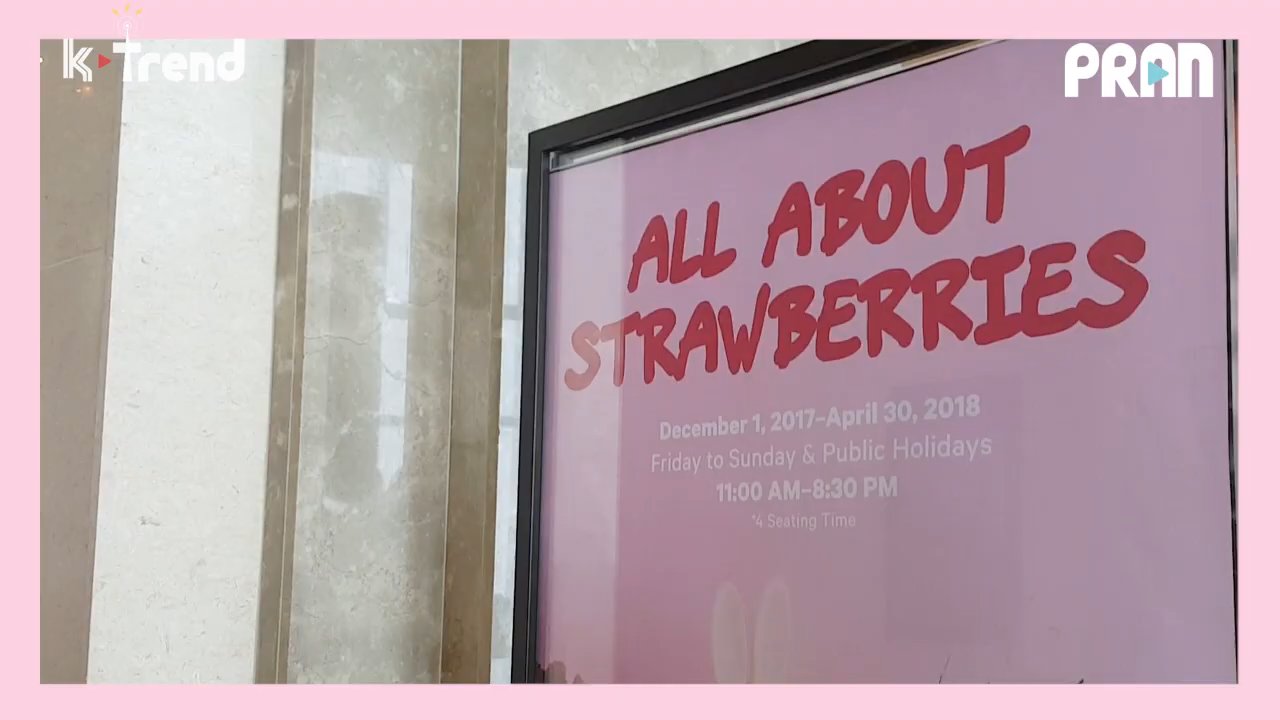 k Trend
PRAN
ALL ABOUT
STRAWBERRIES
December 1, 2017-April 30, 2018
Friday to Sunday & Public Holidays
11:00 AM-8:30 PM
*4 Seating Time